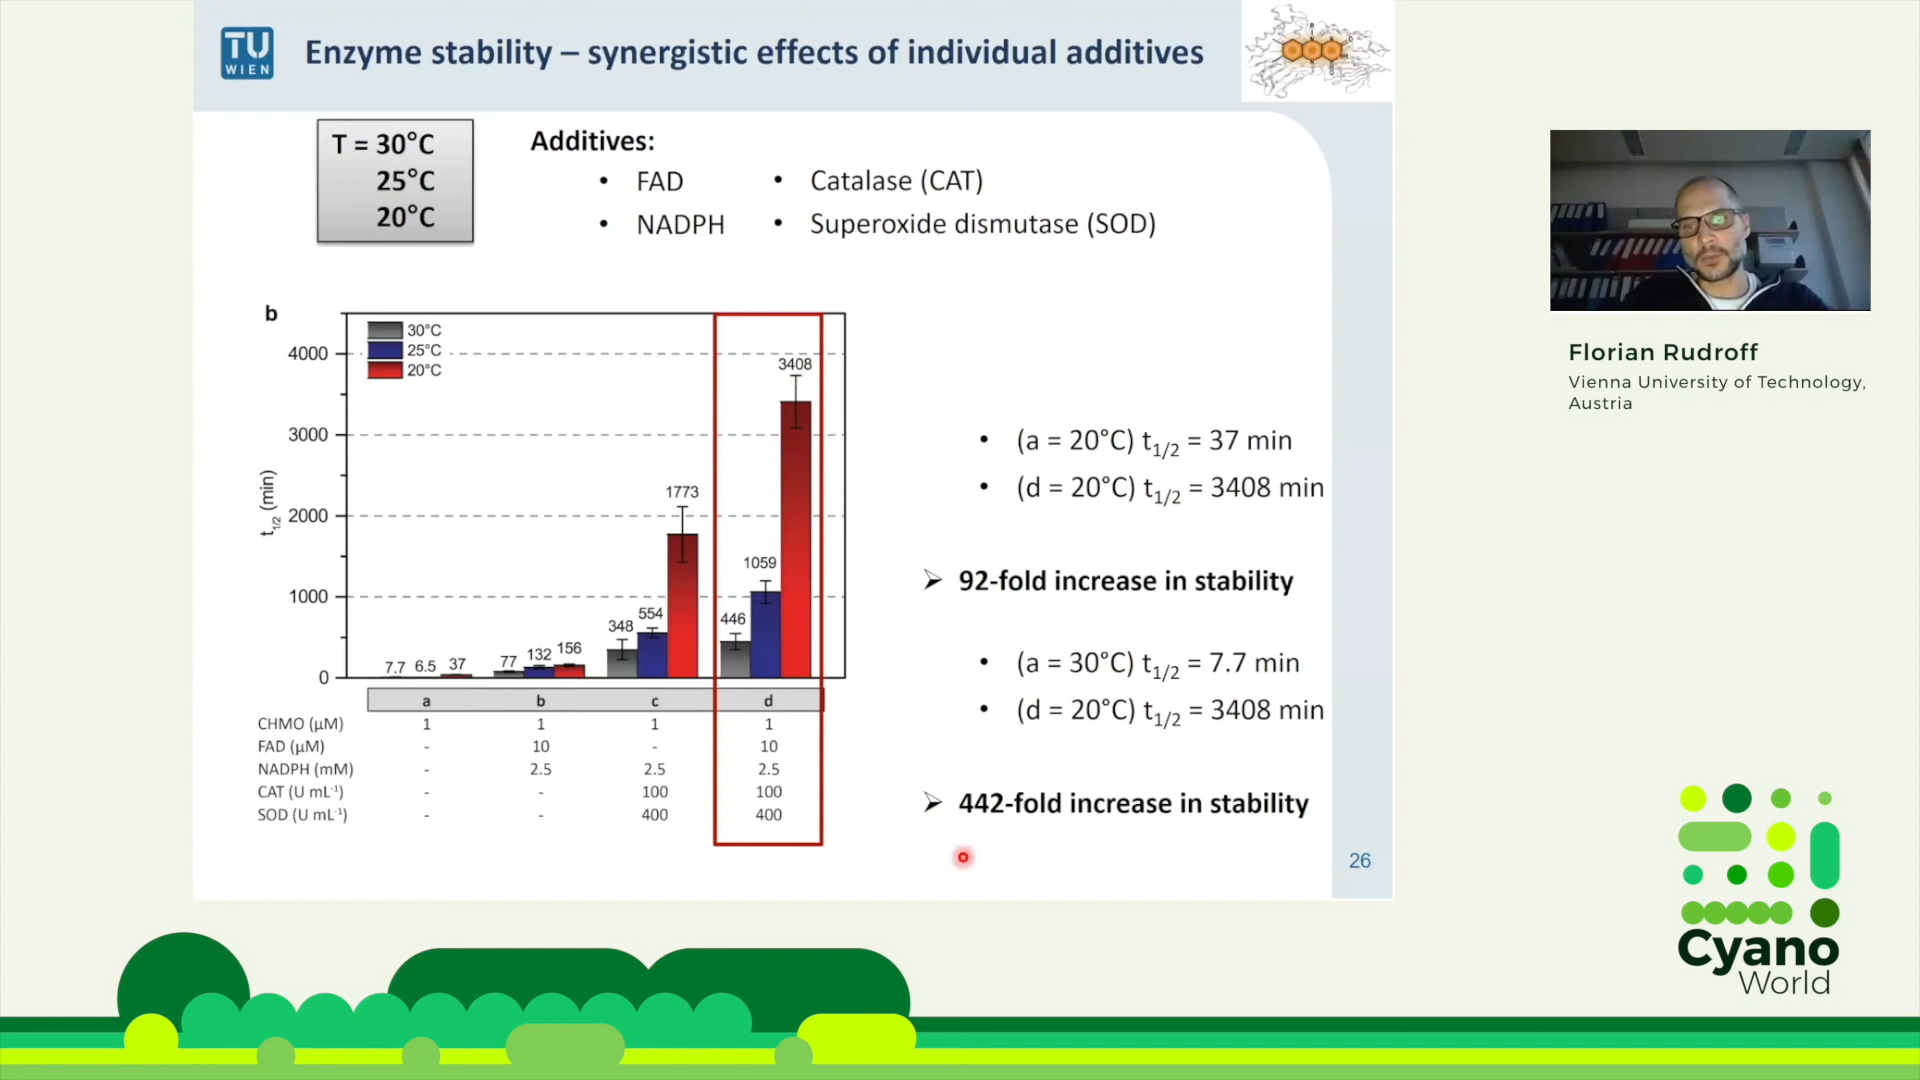 TU
WIEN
Enzyme stability – synergistic effects of individual additives
T = 30°C
25°C
20°C
Additives:
• FAD
• NADPH
• Catalase (CAT)
• Superoxide dismutase (SOD)
b
30°C
25°C
20°C
4000
3000
2000
1000
0
t1/2 (min)
7.7 6.5 37
77 132 156
348 554 1773
446 1059 3408
a b c d
CHMO (µM) 1 1 1 1
FAD (µM) - 10 - 10
NADPH (mM) - 2.5 2.5 2.5
CAT (U mL-1) - - 100 100
SOD (U mL-1) - - 400 400
• (a = 20°C) t1/2 = 37 min
• (d = 20°C) t1/2 = 3408 min
➢ 92-fold increase in stability
• (a = 30°C) t1/2 = 7.7 min
• (d = 20°C) t1/2 = 3408 min
➢ 442-fold increase in stability
26
Florian Rudroff
Vienna University of Technology,
Austria
Cyano
World